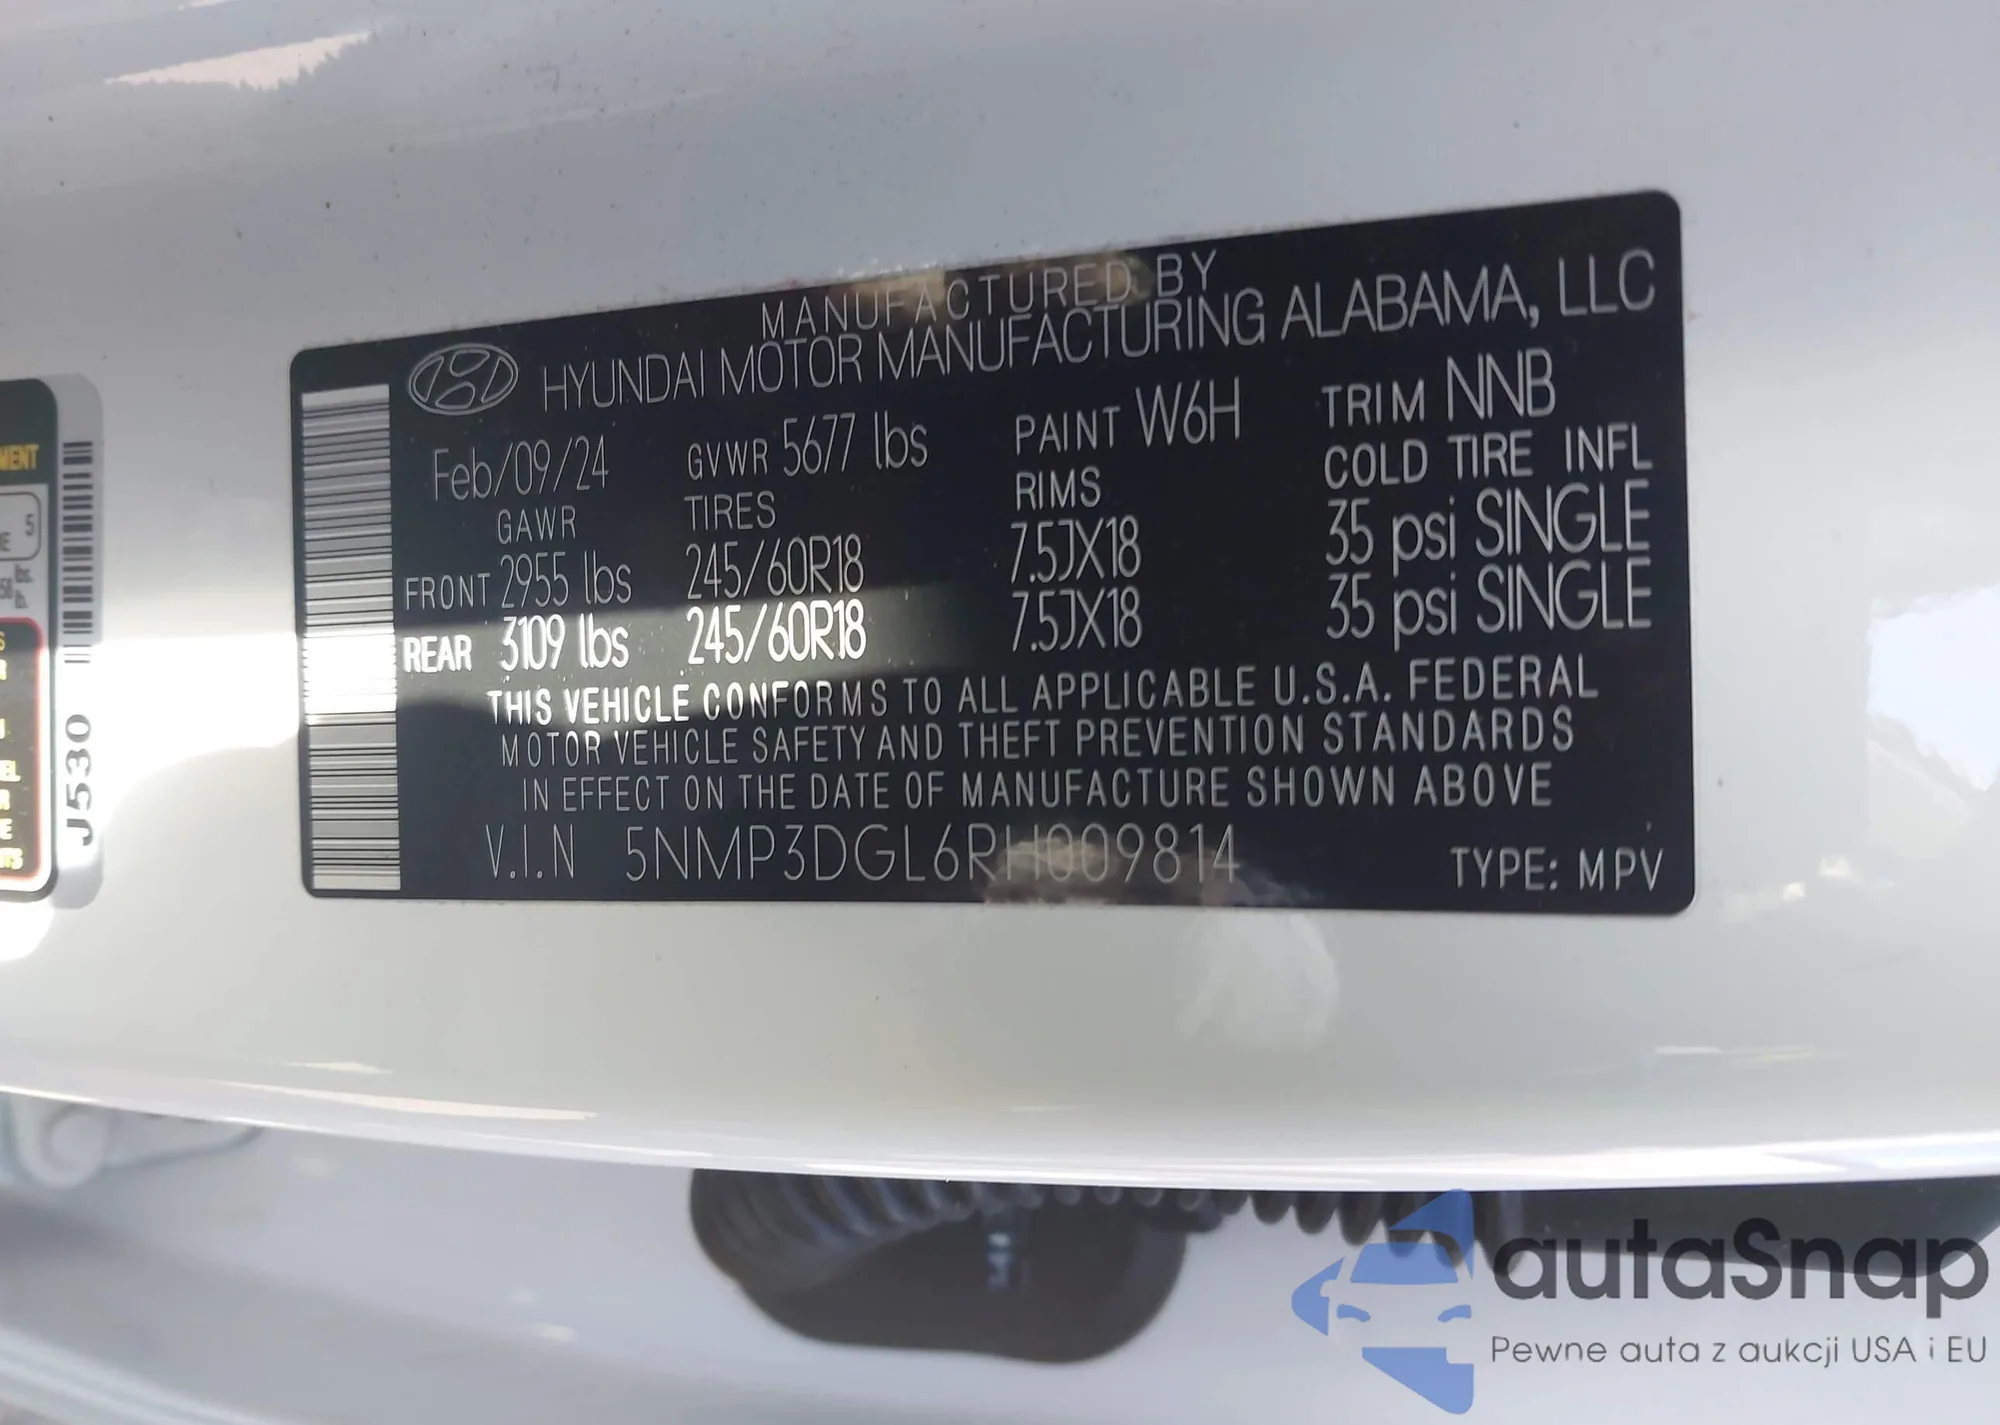 MANUFACTURED BY
HYUNDAI MOTOR MANUFACTURING ALABAMA, LLC
Feb/09/24 GVWR 5677 lbs PAINT W6H TRIM NNB
GAWR TIRES RIMS COLD TIRE INFL
FRONT 2955 lbs 245/60R18 7.5JX18 35 psi SINGLE
REAR 3109 lbs 245/60R18 7.5JX18 35 psi SINGLE
THIS VEHICLE CONFORMS TO ALL APPLICABLE U.S.A. FEDERAL
MOTOR VEHICLE SAFETY AND THEFT PREVENTION STANDARDS
IN EFFECT ON THE DATE OF MANUFACTURE SHOWN ABOVE
V.I.N 5NMP3DGL6RH009814 TYPE: MPV
J530
5
lbs.
lb.
autaSnap
Pewne auta z aukcji USA i EU